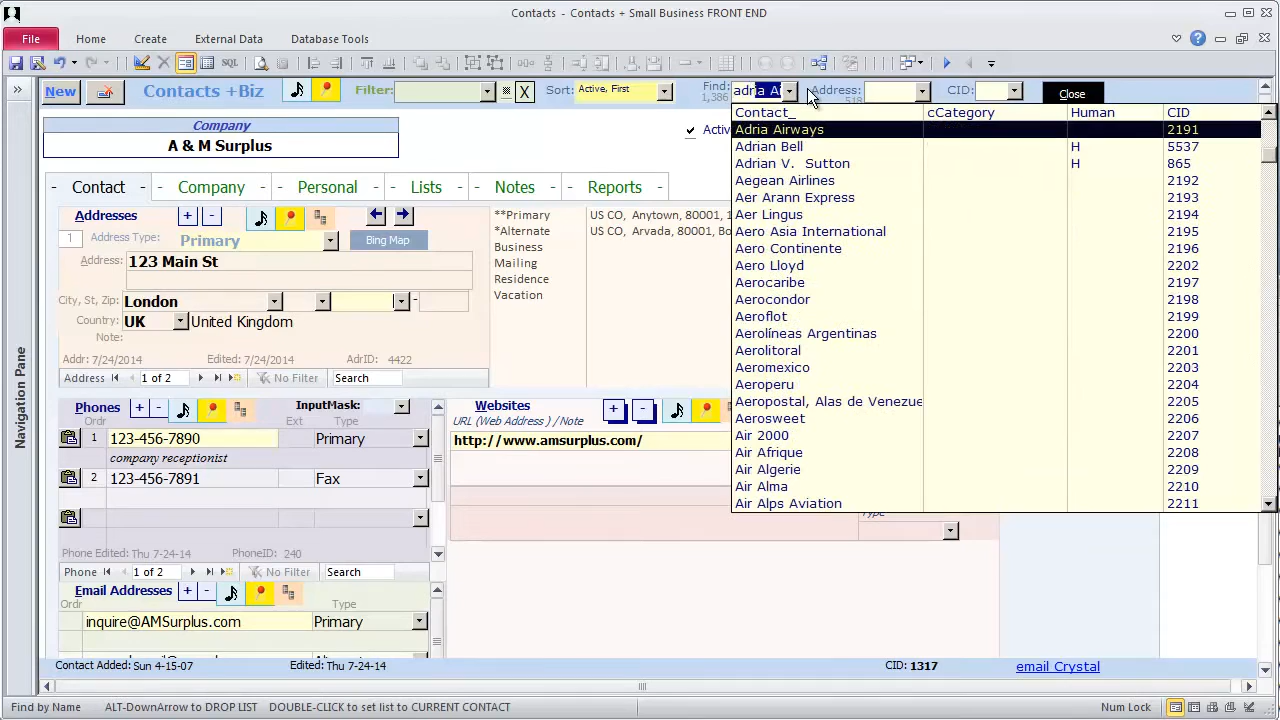 Contacts - Contacts + Small Business FRONT END
File Home Create External Data Database Tools
SQL
New Contacts +Biz Filter: X Sort: Active, First Find: adria Ai Address: CID: Close
1,386 518
Company
A & M Surplus
Activ
- Contact - Company - Personal - Lists - Notes - Reports
Contact_ cCategory Human CID
Adria Airways 2191
Adrian Bell H 5537
Adrian V. Sutton H 865
Aegean Airlines 2192
Aer Arann Express 2193
Aer Lingus 2194
Aero Asia International 2195
Aero Continente 2196
Aero Lloyd 2202
Aerocaribe 2197
Aerocondor 2198
Aeroflot 2199
Aerolíneas Argentinas 2200
Aerolitoral 2201
Aeromexico 2203
Aeroperu 2204
Aeropostal, Alas de Venezue 2205
Aerosweet 2206
Air 2000 2207
Air Afrique 2208
Air Algerie 2209
Air Alma 2210
Air Alps Aviation 2211
Addresses + -
1 Address Type: Primary Bing Map
Address: 123 Main St
City, St, Zip: London -
Country: UK United Kingdom
Note:
Addr: 7/24/2014 Edited: 7/24/2014 AdrID: 4422
Address 1 of 2 No Filter Search
**Primary US CO, Anytown, 80001, 1
*Alternate US CO, Arvada, 80001, Bo
Business
Mailing
Residence
Vacation
Navigation Pane
Phones + - InputMask:
Ordr Ext Type
1 123-456-7890 Primary
company receptionist
2 123-456-7891 Fax
Phone Edited: Thu 7-24-14 PhoneID: 240
Phone 1 of 2 No Filter Search
Websites + -
URL (Web Address ) / Note
http://www.amsurplus.com/
Type
Email Addresses + -
Ordr Type
inquire@AMSurplus.com Primary
Contact Added: Sun 4-15-07 Edited: Thu 7-24-14 CID: 1317 email Crystal
Find by Name ALT-DownArrow to DROP LIST DOUBLE-CLICK to set list to CURRENT CONTACT Num Lock